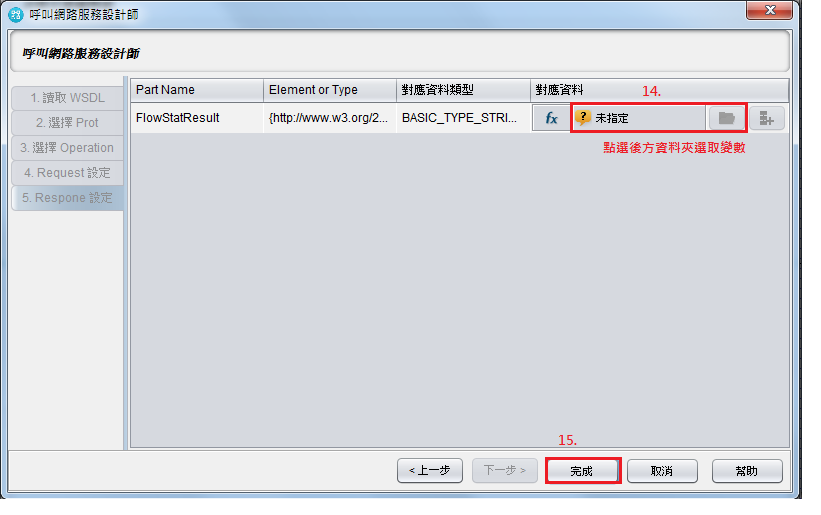 呼叫網路服務設計師
呼叫網路服務設計師
1. 讀取 WSDL
2. 選擇 Prot
3. 選擇 Operation
4. Request 設定
5. Respone 設定
Part Name Element or Type 對應資料類型 對應資料 14.
FlowStatResult {http://www.w3.org/2... BASIC_TYPE_STRI... fx ? 未指定
點選後方資料夾選取變數
15.
< 上一步 下一步 > 完成 取消 幫助